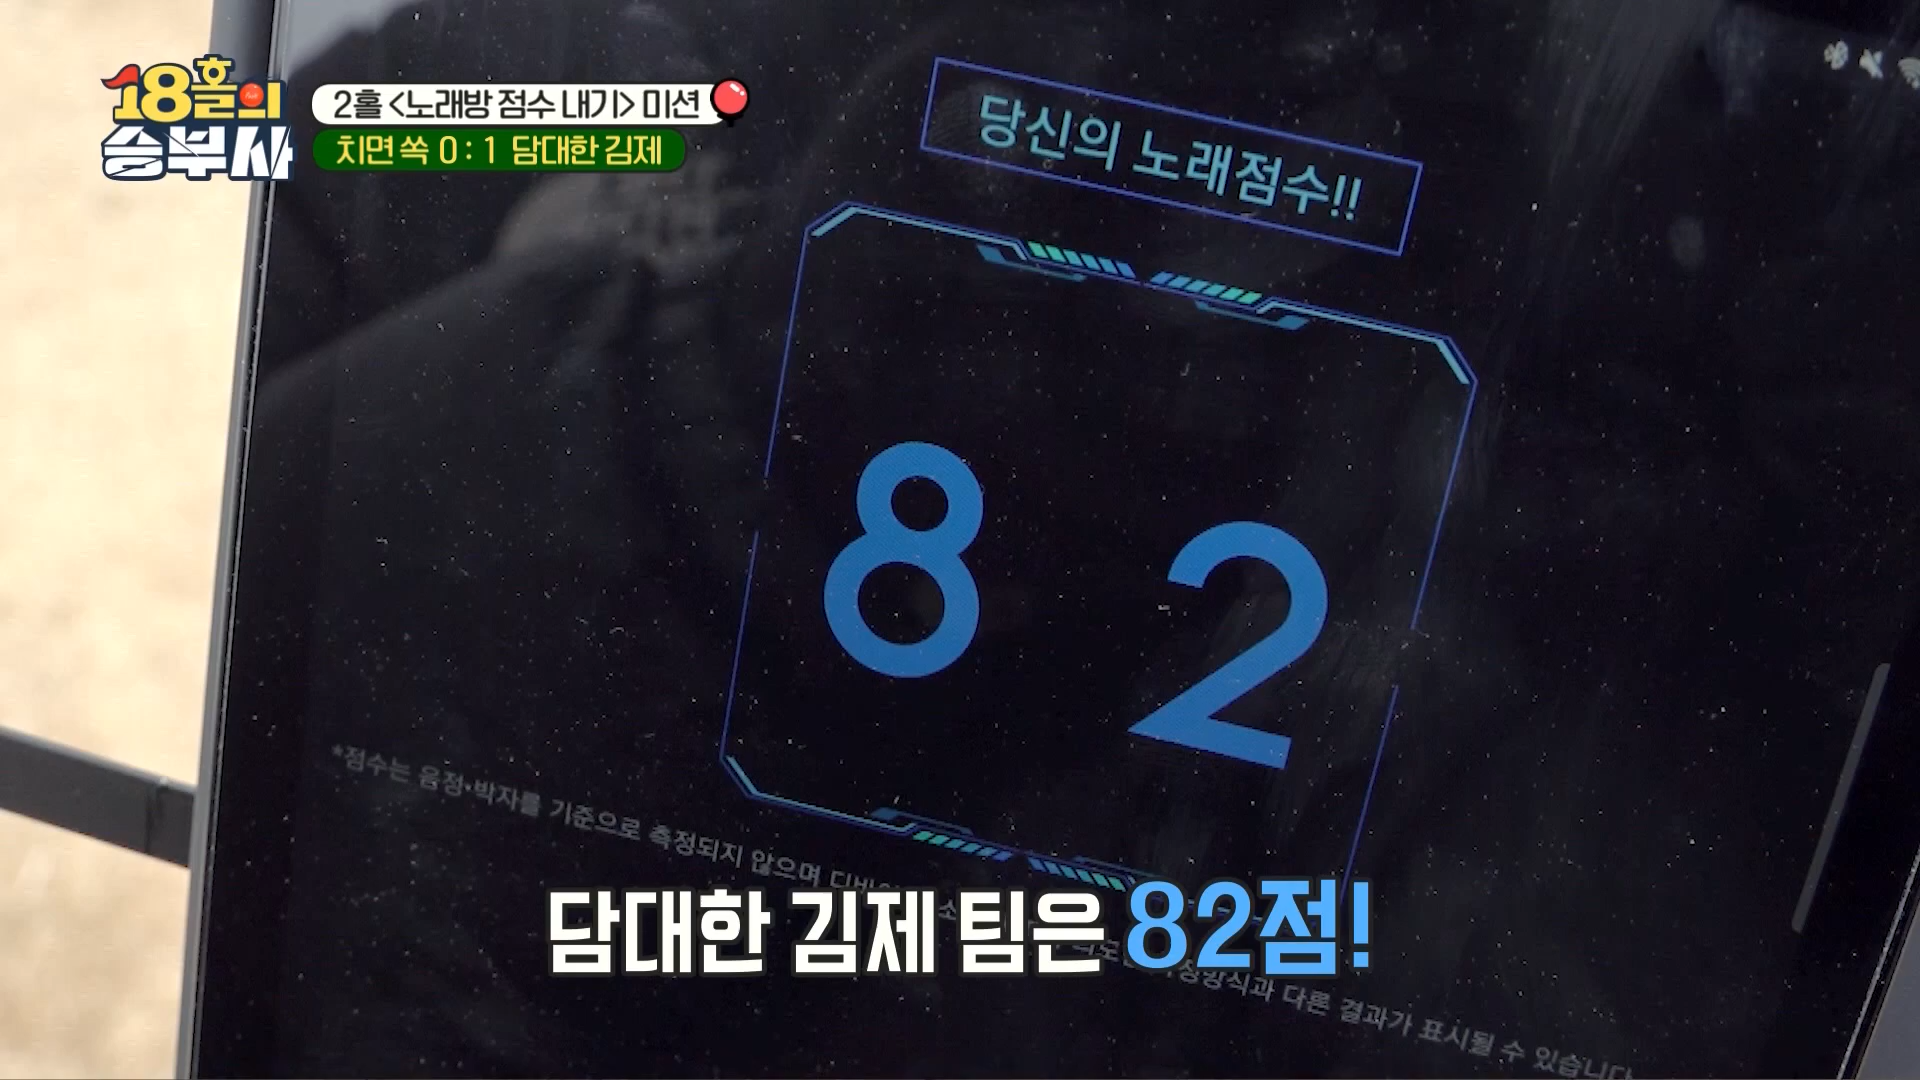 18홀의
승부사
2홀 <노래방 점수 내기> 미션
치면 쏙 0 : 1 담대한 김제
당신의 노래점수!!
82
*점수는 음정•박자를 기준으로 측정되지 않으며
방식과 다른 결과가 표시될 수 있습니다
담대한 김제 팀은 82점!